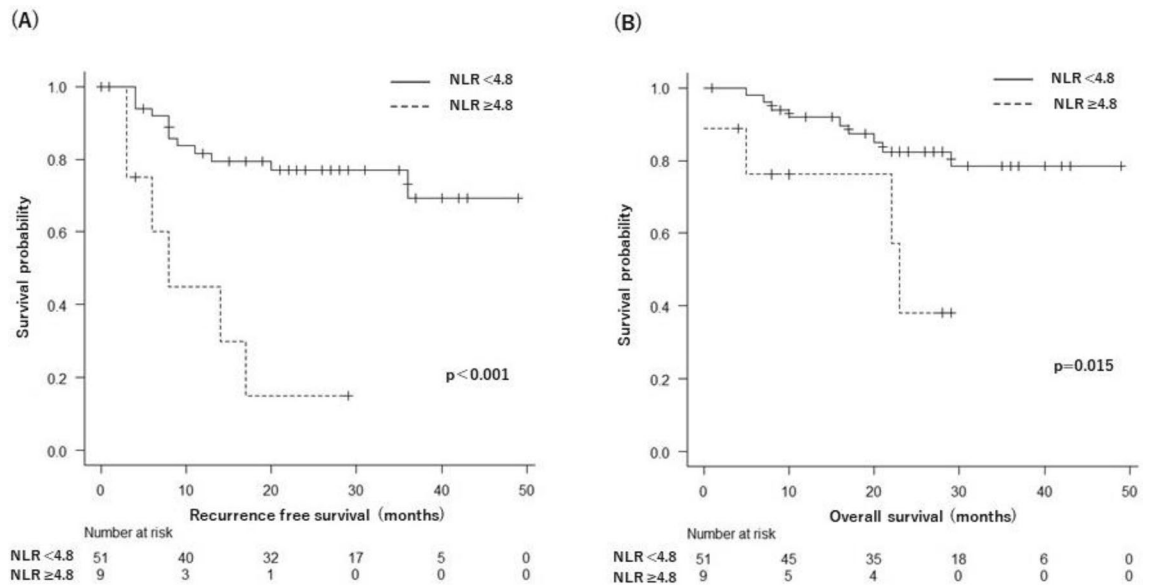 (A)
NLR <4.8
NLR ≥4.8
1.0
0.8
0.6
0.4
0.2
0.0
Survival probability
p<0.001
0 10 20 30 40 50
Recurrence free survival (months)
Number at risk
NLR <4.8 51 40 32 17 5 0
NLR ≥4.8 9 3 1 0 0 0
(B)
NLR <4.8
NLR ≥4.8
1.0
0.8
0.6
0.4
0.2
0.0
Survival probability
p=0.015
0 10 20 30 40 50
Overall survival (months)
Number at risk
NLR <4.8 51 45 35 18 6 0
NLR ≥4.8 9 5 4 0 0 0